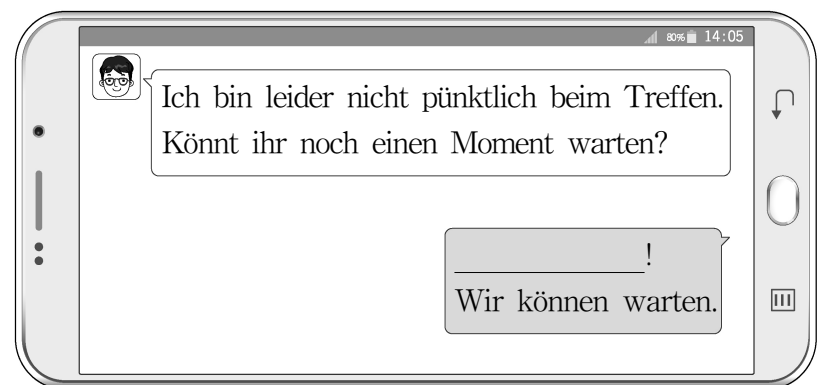 80% 14:05
Ich bin leider nicht pünktlich beim Treffen.
Könnt ihr noch einen Moment warten?
____________!
Wir können warten.